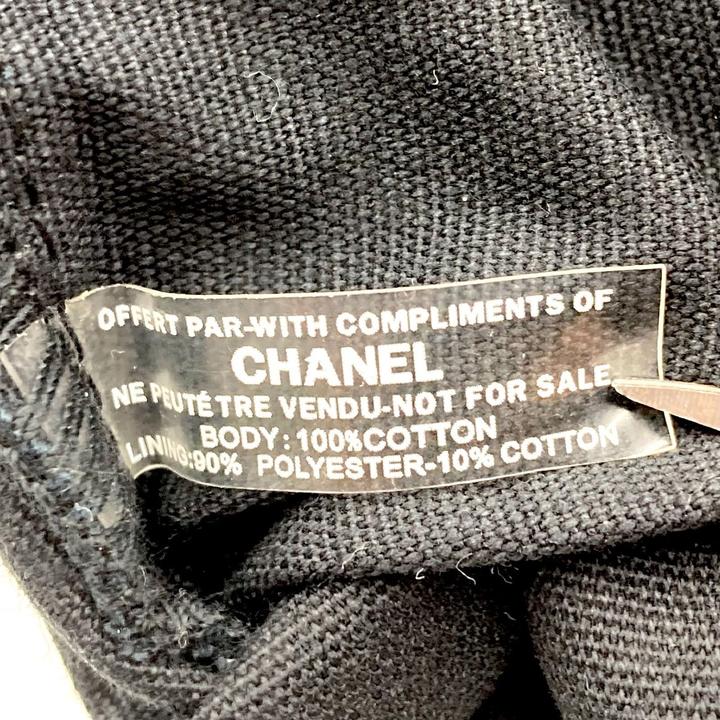 OFFERT PAR-WITH COMPLIMENTS OF
CHANEL
NE PEUTÉTRE VENDU-NOT FOR SALE.
BODY:100%COTTON
LINING:90% POLYESTER-10% COTTON